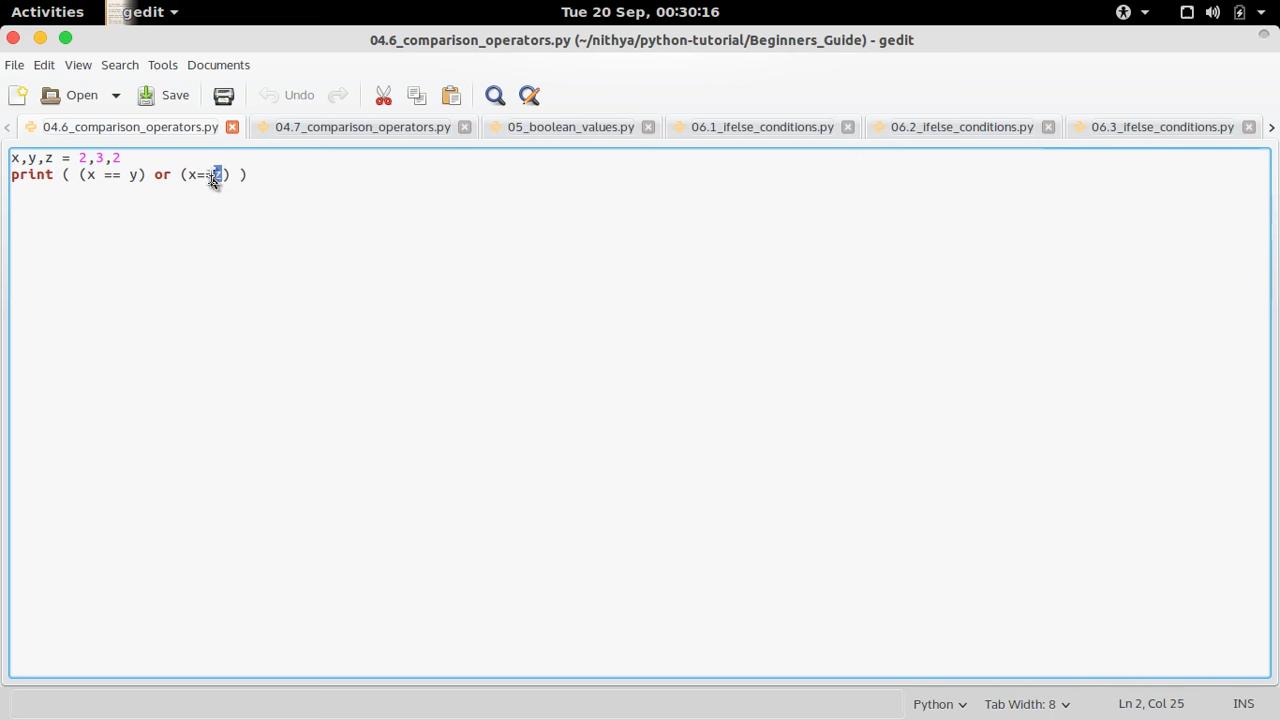 Activities gedit Tue 20 Sep, 00:30:16
04.6_comparison_operators.py (~/nithya/python-tutorial/Beginners_Guide) - gedit
File Edit View Search Tools Documents
Open Save Undo
04.6_comparison_operators.py 04.7_comparison_operators.py 05_boolean_values.py 06.1_ifelse_conditions.py 06.2_ifelse_conditions.py 06.3_ifelse_conditions.py
x,y,z = 2,3,2
print ( (x == y) or (x==z) )
Python Tab Width: 8 Ln 2, Col 25 INS